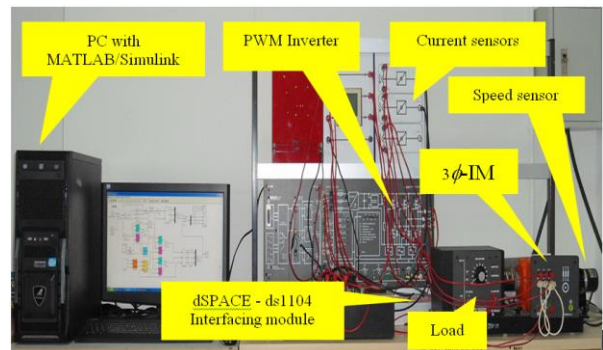 PC with
MATLAB/Simulink
PWM Inverter
Current sensors
Speed sensor
3ϕ-IM
dSPACE - ds1104
Interfacing module
Load